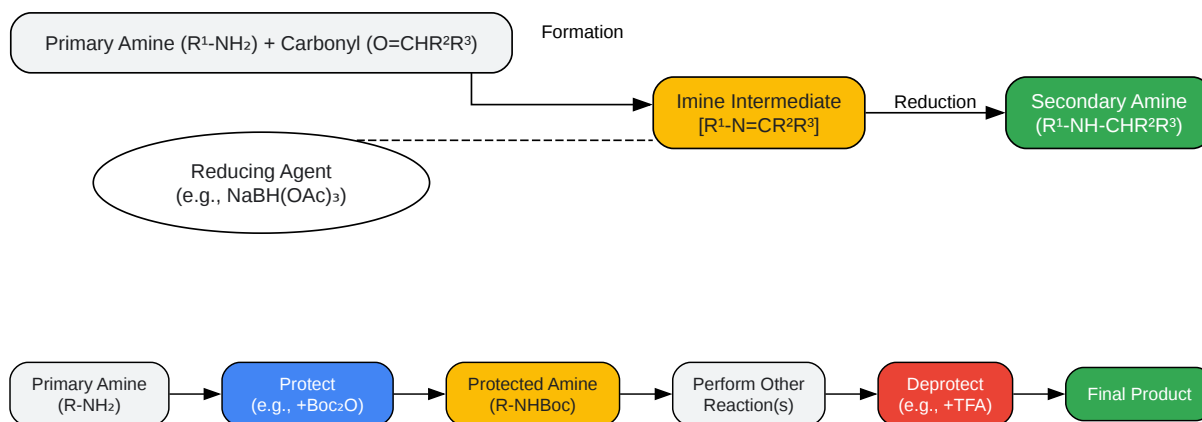 Primary Amine (R¹-NH₂) + Carbonyl (O=CHR²R³)
Formation
Imine Intermediate
[R¹-N=CR²R³]
Reduction
Secondary Amine
(R¹-NH-CHR²R³)
Reducing Agent
(e.g., NaBH(OAc)₃)
Primary Amine
(R-NH₂)
Protect
(e.g., +Boc₂O)
Protected Amine
(R-NHBoc)
Perform Other
Reaction(s)
Deprotect
(e.g., +TFA)
Final Product